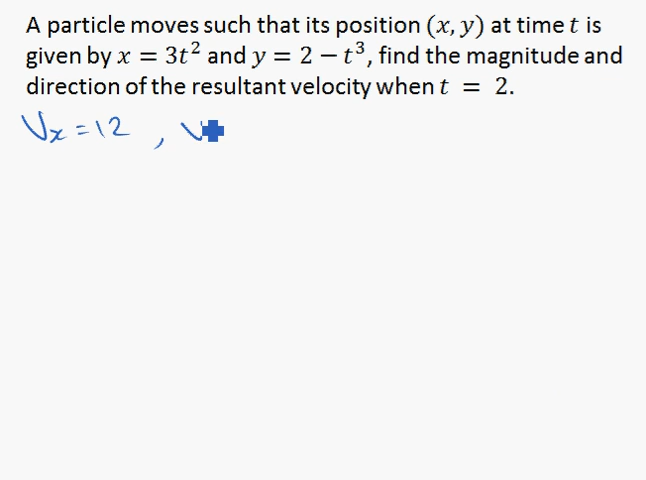 A particle moves such that its position (x, y) at time t is
given by x = 3t² and y = 2 − t³, find the magnitude and
direction of the resultant velocity when t = 2.
Vx = 12 , V